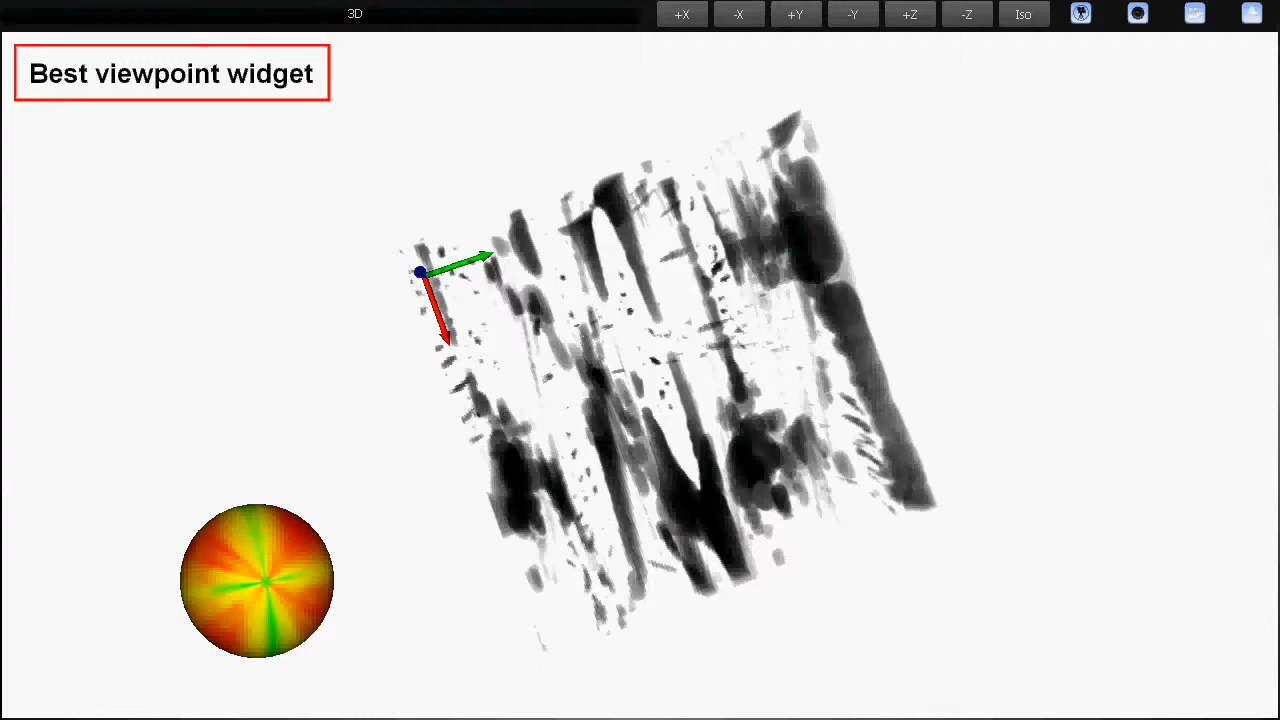 3D +X -X +Y -Y +Z -Z Iso
Best viewpoint widget